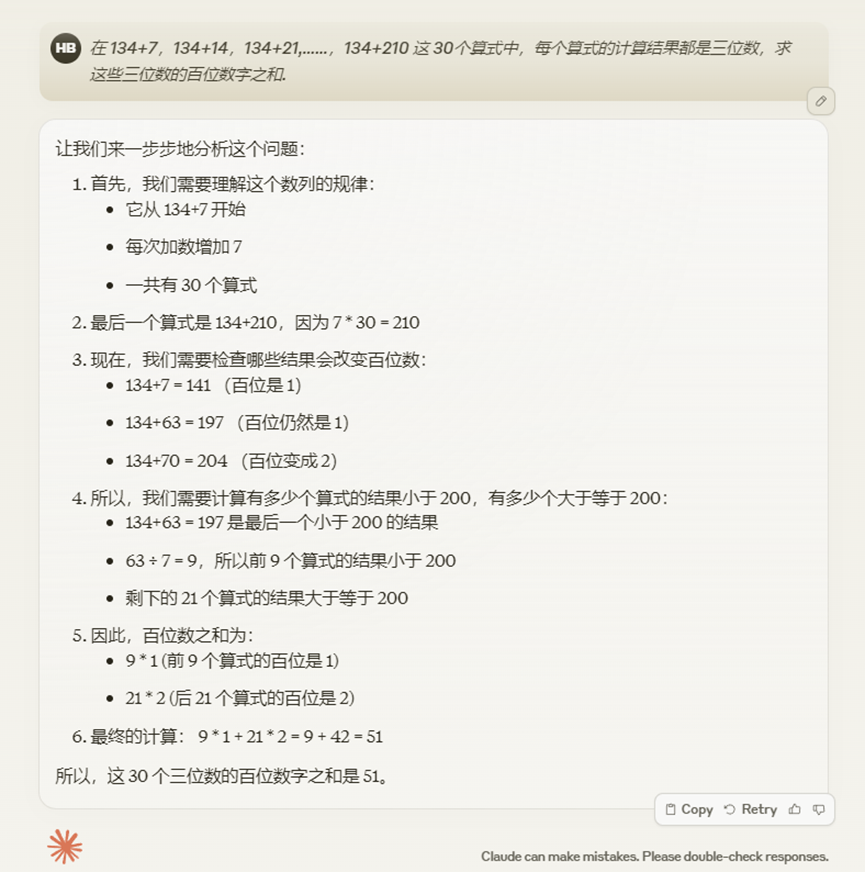 HB 在 134+7，134+14，134+21,……，134+210 这 30个算式中，每个算式的计算结果都是三位数，求
这些三位数的百位数字之和.
让我们来一步步地分析这个问题：
1. 首先，我们需要理解这个数列的规律：
• 它从 134+7 开始
• 每次加数增加 7
• 一共有 30 个算式
2. 最后一个算式是 134+210，因为 7 * 30 = 210
3. 现在，我们需要检查哪些结果会改变百位数：
• 134+7 = 141 （百位是 1）
• 134+63 = 197 （百位仍然是 1）
• 134+70 = 204 （百位变成 2）
4. 所以，我们需要计算有多少个算式的结果小于 200，有多少个大于等于 200：
• 134+63 = 197 是最后一个小于 200 的结果
• 63 ÷ 7 = 9，所以前 9 个算式的结果小于 200
• 剩下的 21 个算式的结果大于等于 200
5. 因此，百位数之和为：
• 9 * 1 (前 9 个算式的百位是 1)
• 21 * 2 (后 21 个算式的百位是 2)
6. 最终的计算： 9 * 1 + 21 * 2 = 9 + 42 = 51
所以，这 30 个三位数的百位数字之和是 51。
Copy Retry
Claude can make mistakes. Please double-check responses.